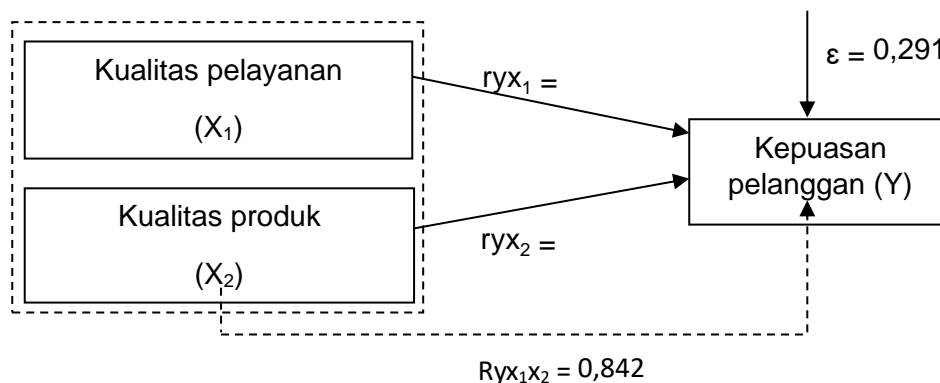 Kualitas pelayanan
(X₁)
Kualitas produk
(X₂)
ryx₁ =
ryx₂ =
ε = 0,291
Kepuasan
pelanggan (Y)
Ryx₁x₂ = 0,842